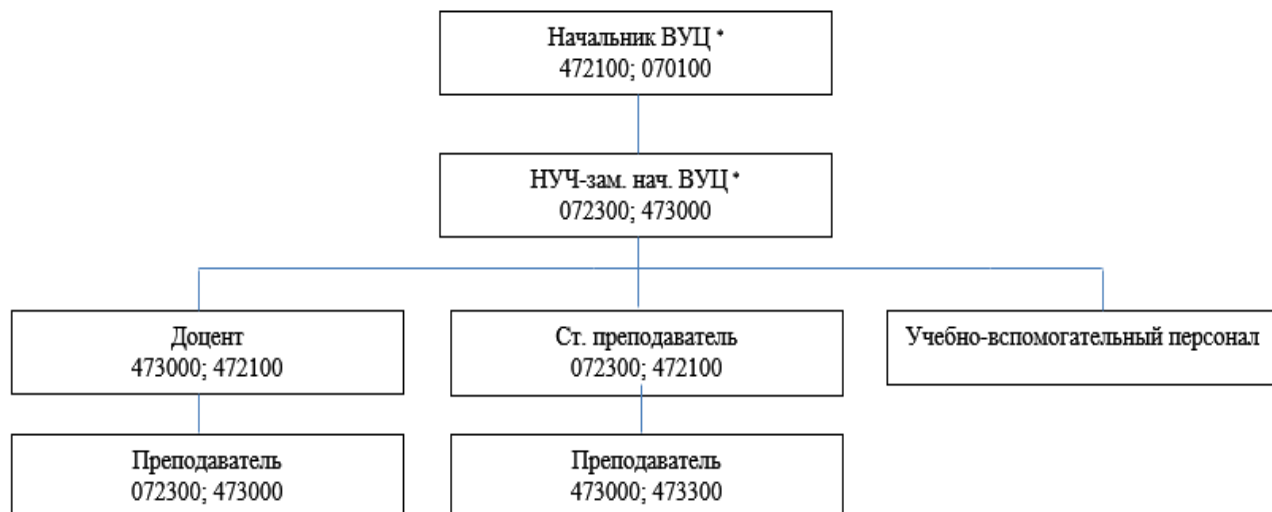 Начальник ВУЦ *
472100; 070100
НУЧ-зам. нач. ВУЦ *
072300; 473000
Доцент
473000; 472100
Ст. преподаватель
072300; 472100
Учебно-вспомогательный персонал
Преподаватель
072300; 473000
Преподаватель
473000; 473300